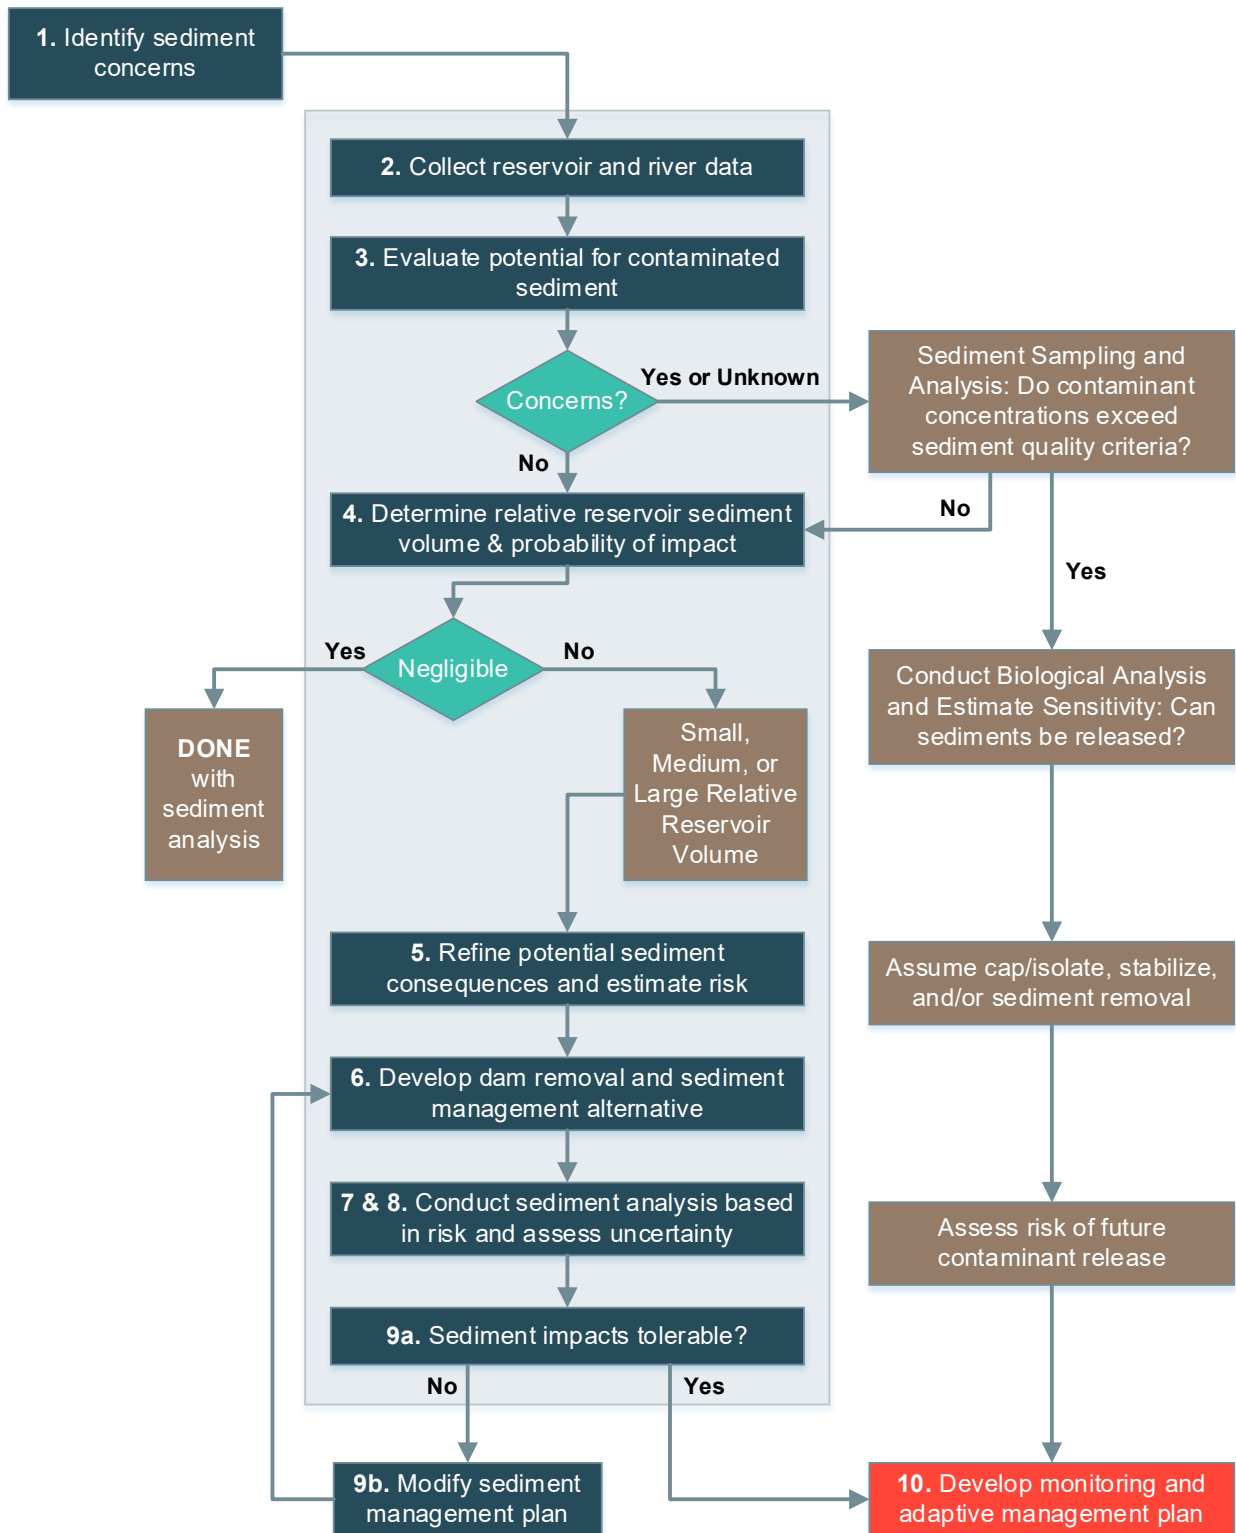 1. Identify sediment
concerns
2. Collect reservoir and river data
3. Evaluate potential for contaminated
sediment
Concerns?
Yes or Unknown
Sediment Sampling and
Analysis: Do contaminant
concentrations exceed
sediment quality criteria?
No
No
Yes
4. Determine relative reservoir sediment
volume & probability of impact
Negligible
Yes
No
DONE
with
sediment
analysis
Small,
Medium, or
Large Relative
Reservoir
Volume
Conduct Biological Analysis
and Estimate Sensitivity: Can
sediments be released?
5. Refine potential sediment
consequences and estimate risk
Assume cap/isolate, stabilize,
and/or sediment removal
6. Develop dam removal and sediment
management alternative
7 & 8. Conduct sediment analysis based
in risk and assess uncertainty
Assess risk of future
contaminant release
9a. Sediment impacts tolerable?
No
Yes
9b. Modify sediment
management plan
10. Develop monitoring and
adaptive management plan